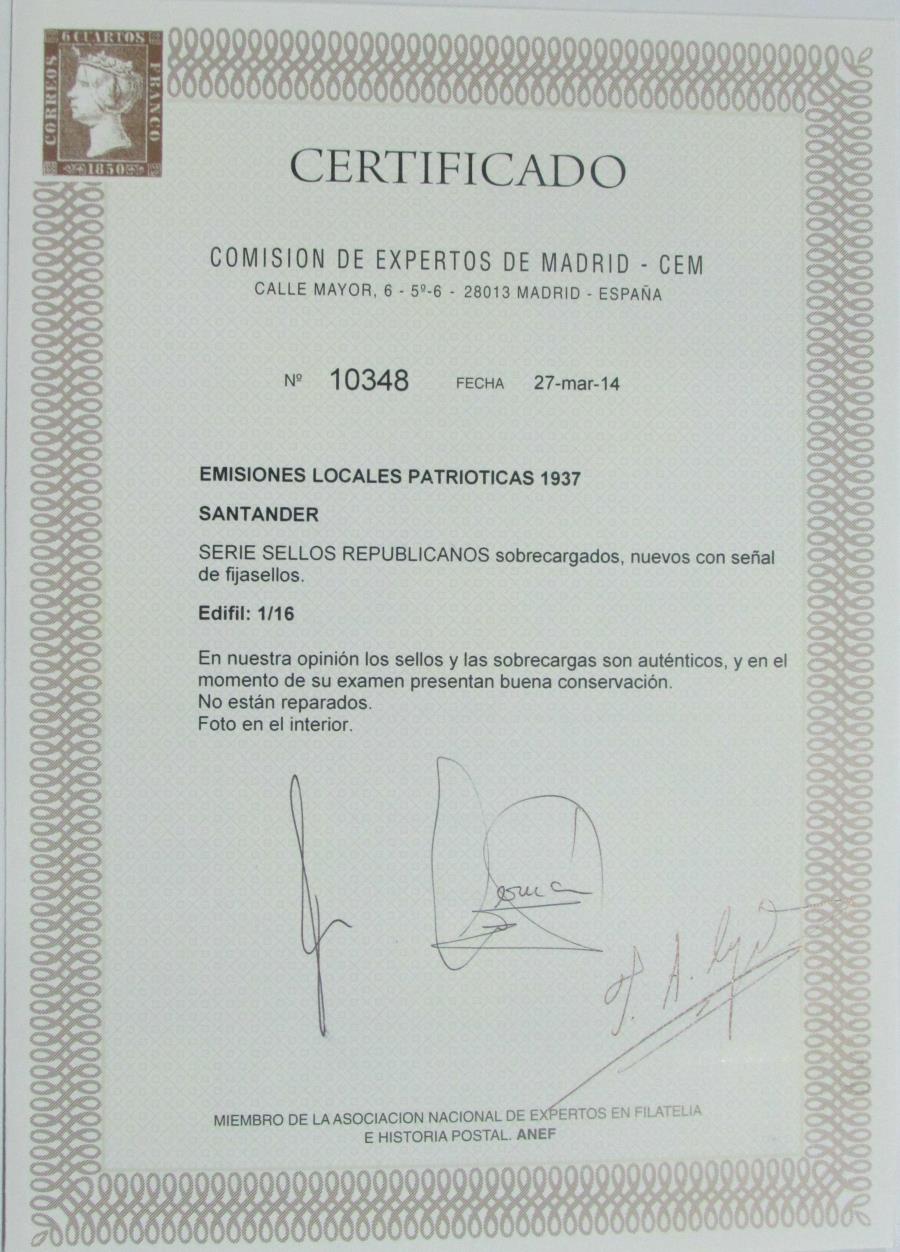 6 CUARTOS
CORREOS
FRANCO
1850
CERTIFICADO
COMISION DE EXPERTOS DE MADRID - CEM
CALLE MAYOR, 6 - 5º-6 - 28013 MADRID - ESPAÑA
Nº 10348 FECHA 27-mar-14
EMISIONES LOCALES PATRIOTICAS 1937
SANTANDER
SERIE SELLOS REPUBLICANOS sobrecargados, nuevos con señal
de fijasellos.
Edifil: 1/16
En nuestra opinión los sellos y las sobrecargas son auténticos, y en el
momento de su examen presentan buena conservación.
No están reparados.
Foto en el interior.
MIEMBRO DE LA ASOCIACION NACIONAL DE EXPERTOS EN FILATELIA
E HISTORIA POSTAL. ANEF